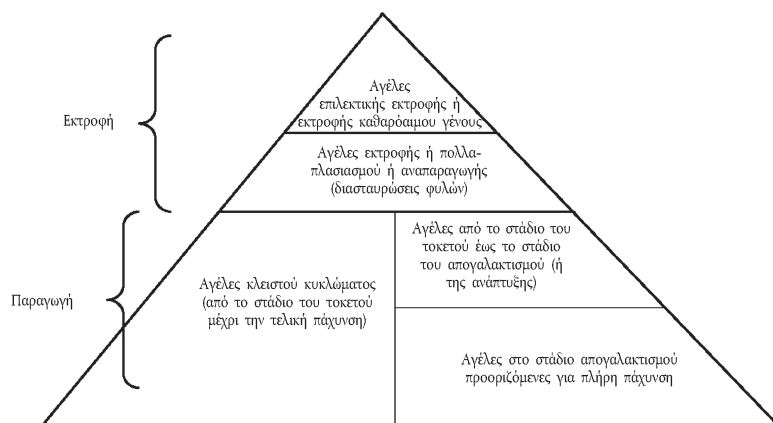 Αγέλες
επιλεκτικής εκτροφής ή
εκτροφής καθαρόαιμου γένους
Εκτροφή
Αγέλες εκτροφής ή πολλα-
πλασιασμού ή αναπαραγωγής
(διασταυρώσεις φυλών)
Αγέλες από το στάδιο του
τοκετού έως το στάδιο
του απογαλακτισμού (ή
της ανάπτυξης)
Παραγωγή
Αγέλες κλειστού κυκλώματος
(από το στάδιο του τοκετού
μέχρι την τελική πάχυνση)
Αγέλες στο στάδιο απογαλακτισμού
προοριζόμενες για πλήρη πάχυνση